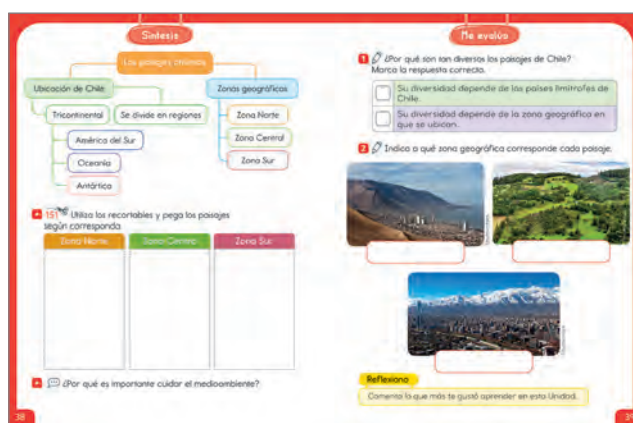 Síntesis
Los paisajes chilenos
Ubicación de Chile
Zonas geográficas
Tricontinental
Se divide en regiones
Zona Norte
América del Sur
Zona Central
Oceanía
Zona Sur
Antártica
151 Utiliza los recortables y pega los paisajes
según corresponda.
Zona Norte
Zona Centro
Zona Sur
¿Por qué es importante cuidar el medioambiente?
38
Me evalúo
1 ¿Por qué son tan diversos los paisajes de Chile?
Marca la respuesta correcta.
Su diversidad depende de los países limítrofes de
Chile.
Su diversidad depende de la zona geográfica en
que se ubican.
2 Indica a qué zona geográfica corresponde cada paisaje.
Reflexiono
Comenta lo que más te gustó aprender en esta Unidad.
39